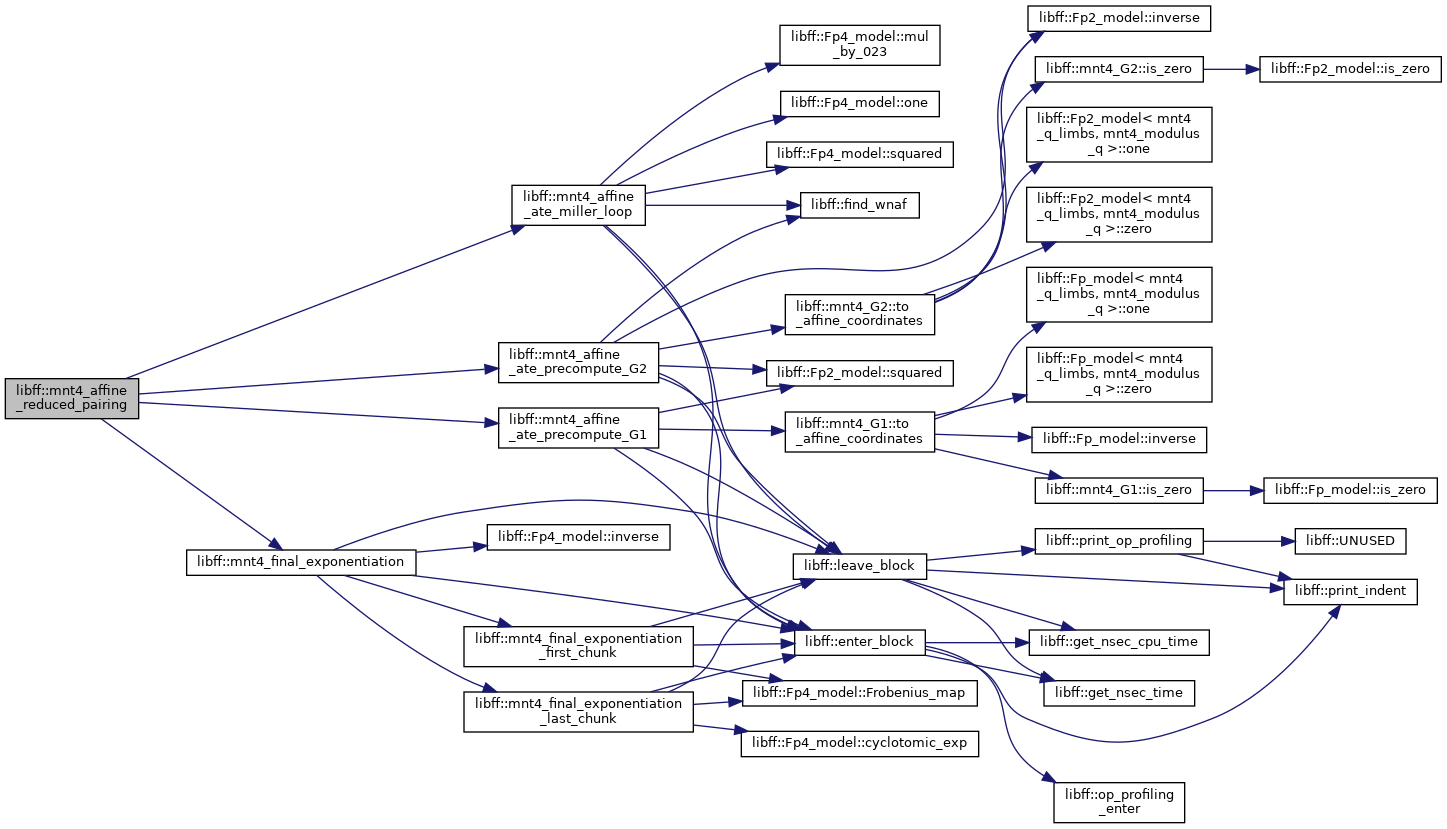 libff::mnt4_affine
_reduced_pairing
libff::mnt4_affine
_ate_miller_loop
libff::mnt4_affine
_ate_precompute_G2
libff::mnt4_affine
_ate_precompute_G1
libff::mnt4_final_exponentiation
libff::Fp4_model::inverse
libff::mnt4_final_exponentiation
_first_chunk
libff::mnt4_final_exponentiation
_last_chunk
libff::Fp4_model::mul
_by_023
libff::Fp4_model::one
libff::Fp4_model::squared
libff::find_wnaf
libff::mnt4_G2::to
_affine_coordinates
libff::Fp2_model::squared
libff::mnt4_G1::to
_affine_coordinates
libff::leave_block
libff::enter_block
libff::Fp4_model::Frobenius_map
libff::Fp4_model::cyclotomic_exp
libff::Fp2_model::inverse
libff::mnt4_G2::is_zero
libff::Fp2_model< mnt4
_q_limbs, mnt4_modulus
_q >::one
libff::Fp2_model< mnt4
_q_limbs, mnt4_modulus
_q >::zero
libff::Fp_model< mnt4
_q_limbs, mnt4_modulus
_q >::one
libff::Fp_model< mnt4
_q_limbs, mnt4_modulus
_q >::zero
libff::Fp_model::inverse
libff::mnt4_G1::is_zero
libff::print_op_profiling
libff::get_nsec_cpu_time
libff::get_nsec_time
libff::op_profiling
_enter
libff::Fp2_model::is_zero
libff::Fp_model::is_zero
libff::UNUSED
libff::print_indent